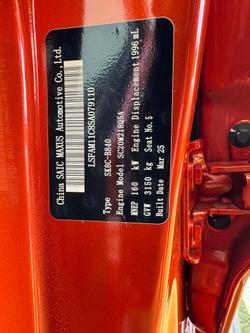 China SAIC MAXUS Automotive Co.,Ltd.
LSFAM11C8SA079110
Type SK8C-B840
Engine Model SC20M218Q5A
MNEP 160 kW Engine Displacement 1996 mL
GVW 3150 kg Seat No. 5
Built Date Mar 25